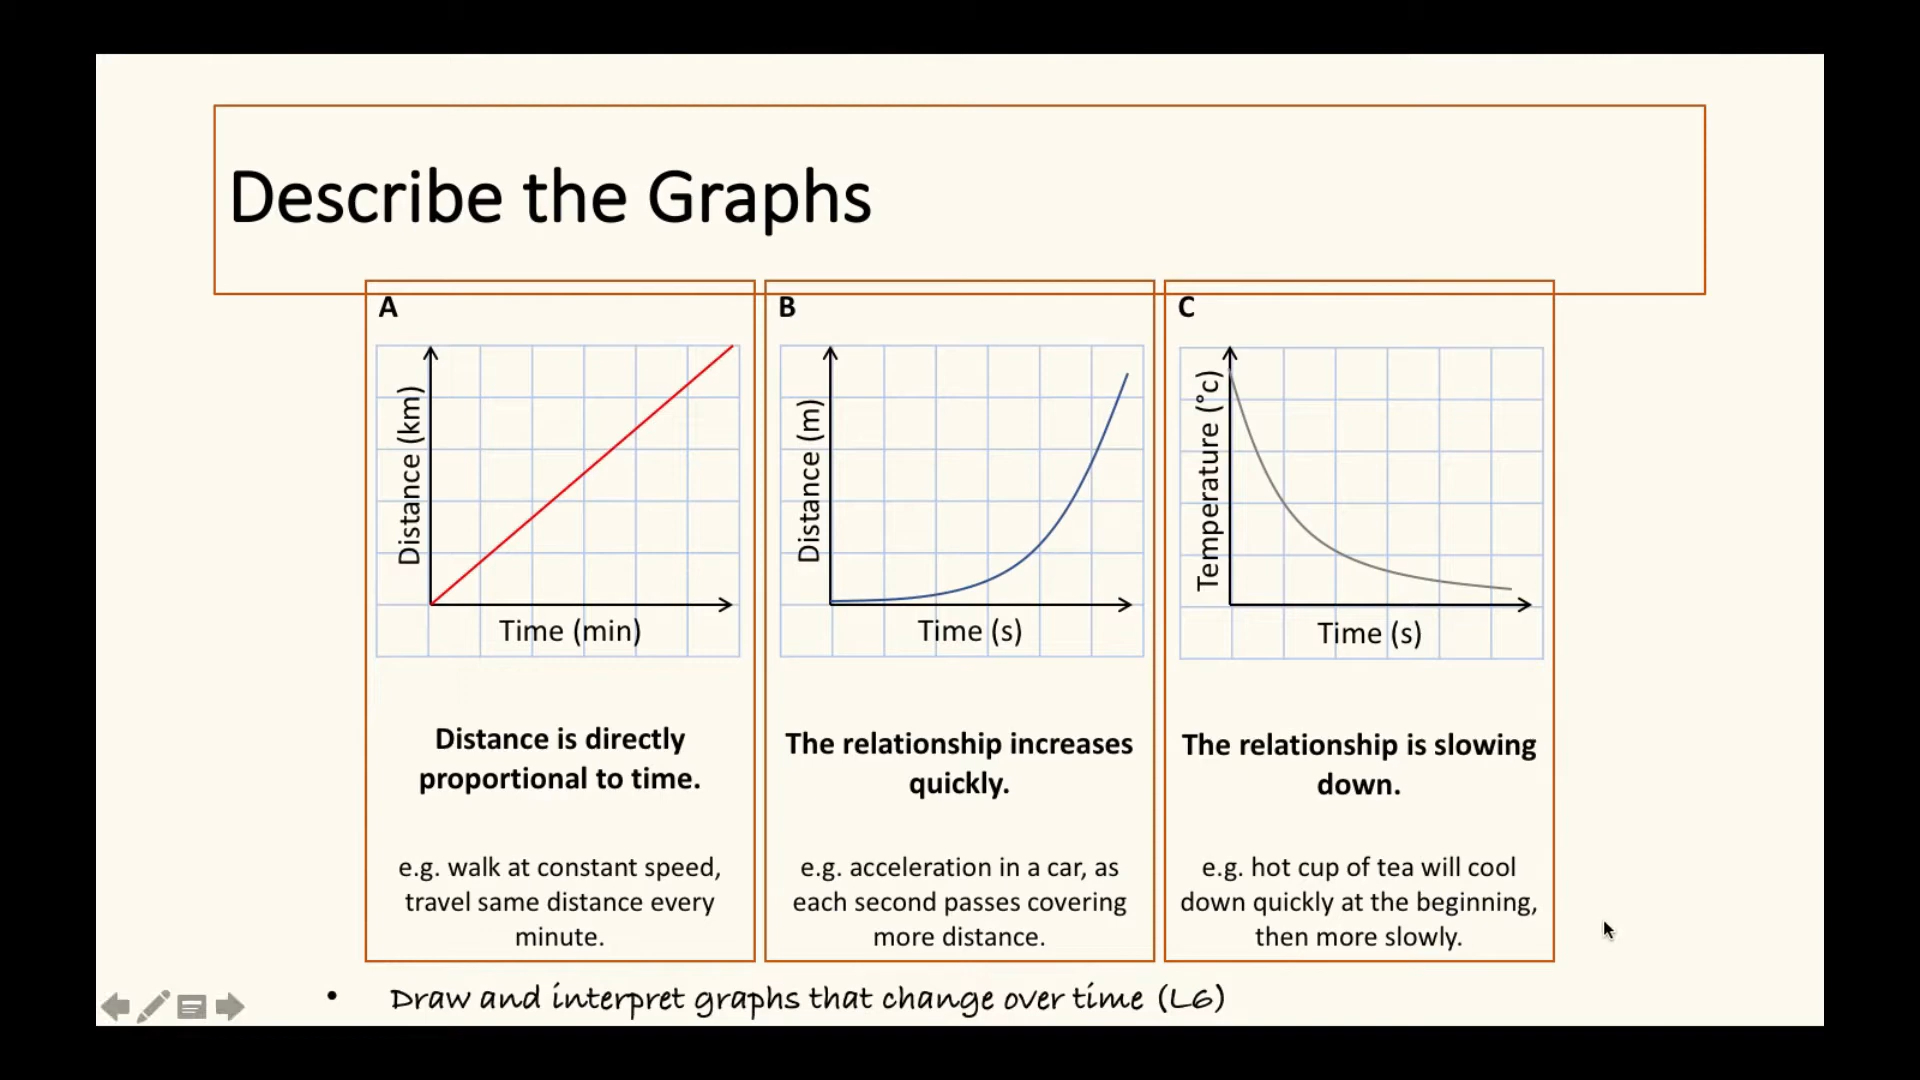 Describe the Graphs
A
Distance (km)
Time (min)
Distance is directly
proportional to time.
e.g. walk at constant speed,
travel same distance every
minute.
B
Distance (m)
Time (s)
The relationship increases
quickly.
e.g. acceleration in a car, as
each second passes covering
more distance.
C
Temperature (°c)
Time (s)
The relationship is slowing
down.
e.g. hot cup of tea will cool
down quickly at the beginning,
then more slowly.
• Draw and interpret graphs that change over time (L6)